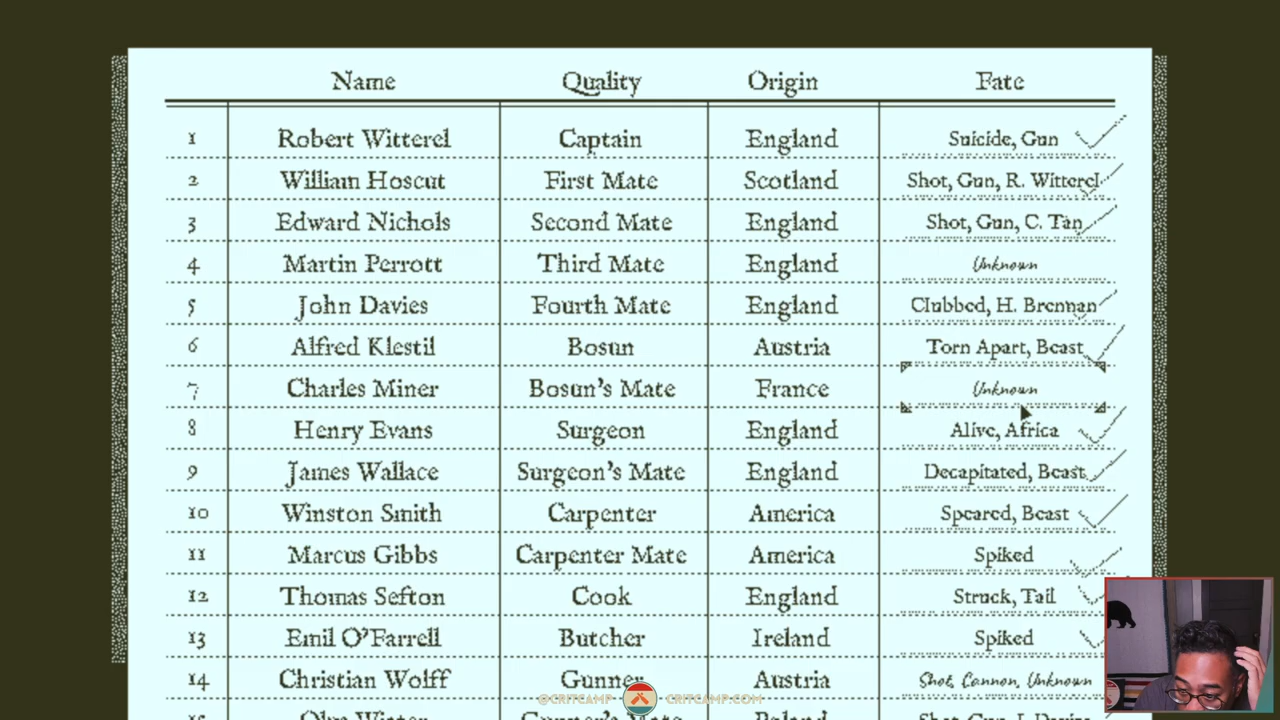 Name Quality Origin Fate
1 Robert Witterel Captain England Suicide, Gun
2 William Hoscut First Mate Scotland Shot, Gun, R. Witterel
3 Edward Nichols Second Mate England Shot, Gun, C. Tan
4 Martin Perrott Third Mate England Unknown
5 John Davies Fourth Mate England Clubbed, H. Brennan
6 Alfred Klestil Bosun Austria Torn Apart, Beast
7 Charles Miner Bosun's Mate France Unknown
8 Henry Evans Surgeon England Alive, Africa
9 James Wallace Surgeon's Mate England Decapitated, Beast
10 Winston Smith Carpenter America Speared, Beast
11 Marcus Gibbs Carpenter Mate America Spiked
12 Thomas Sefton Cook England Struck, Tail
13 Emil O'Farrell Butcher Ireland Spiked
14 Christian Wolff Gunner Austria Shot, Cannon, Unknown
@CRITCAMP CRITCAMP.COM